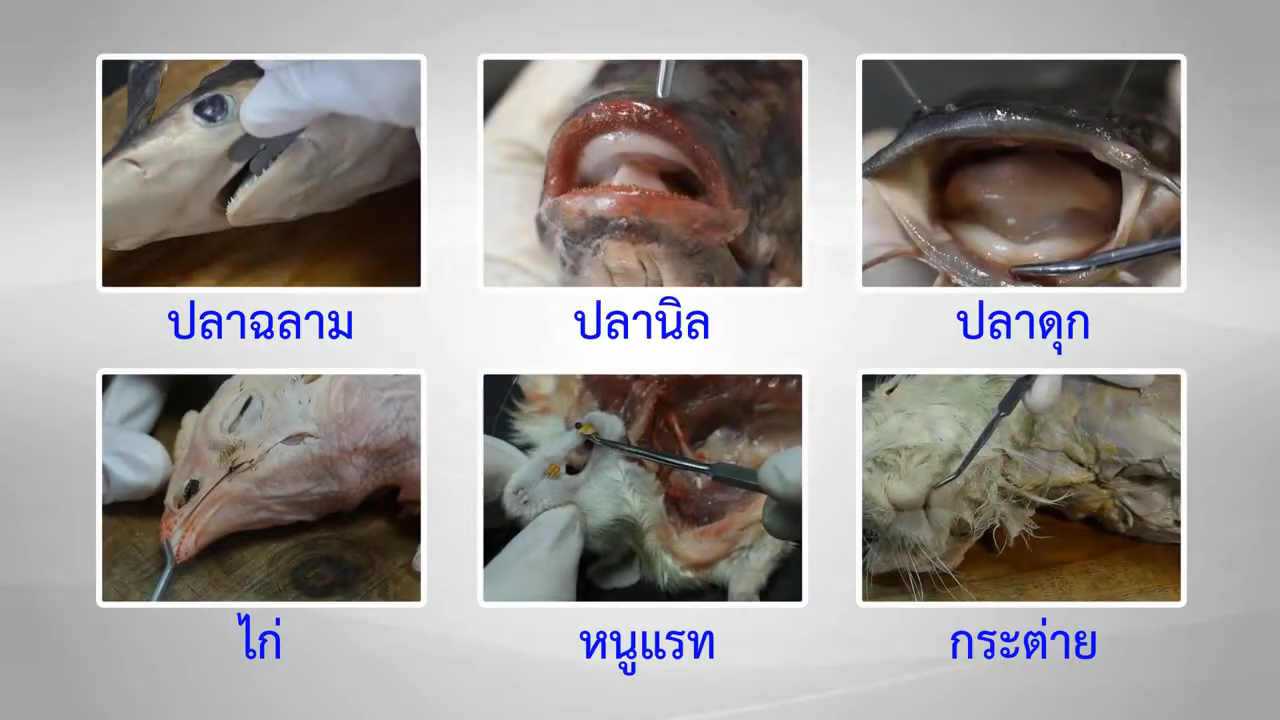 ปลาฉลาม
ปลานิล
ปลาดุก
ไก่
หนูแรท
กระต่าย